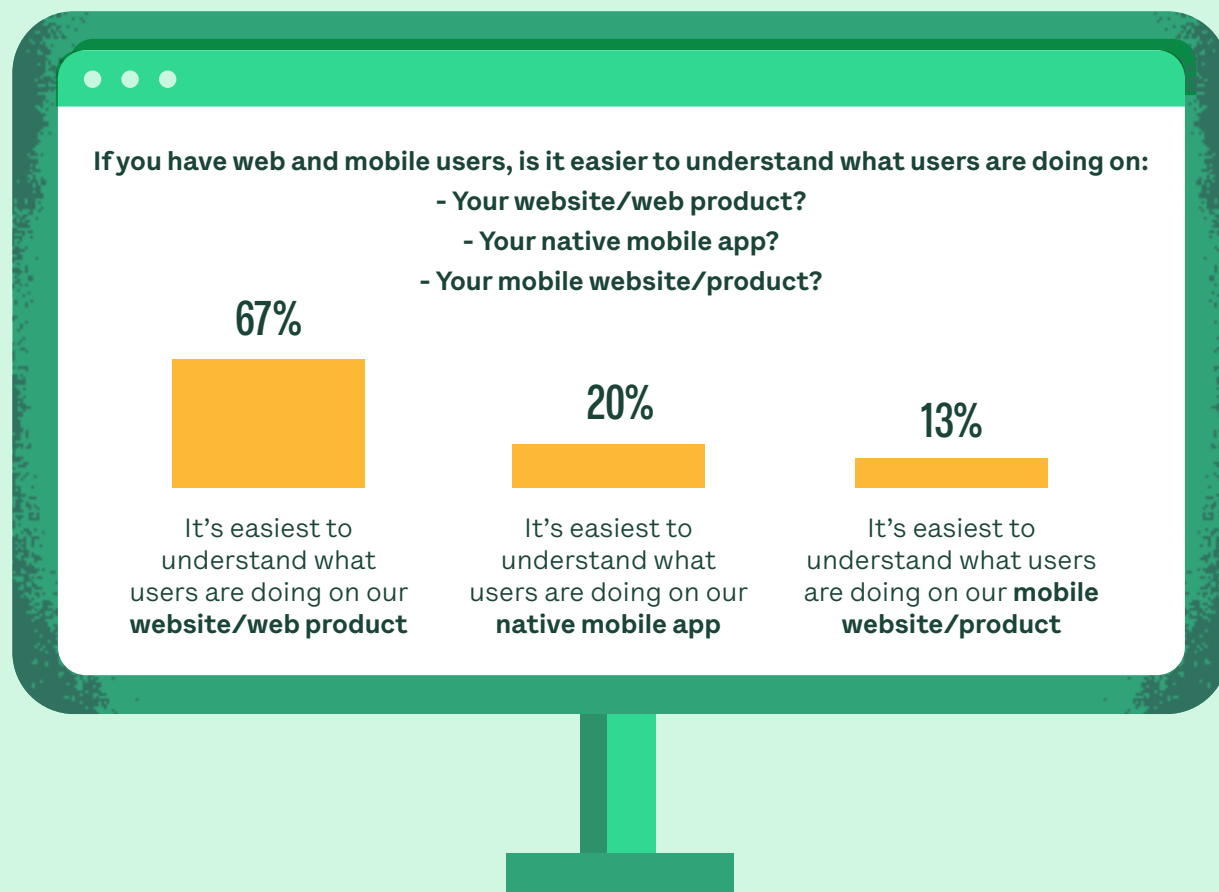 If you have web and mobile users, is it easier to understand what users are doing on:
- Your website/web product?
- Your native mobile app?
- Your mobile website/product?
67%
It’s easiest to
understand what
users are doing on our
website/web product
20%
It’s easiest to
understand what
users are doing on our
native mobile app
13%
It’s easiest to
understand what users
are doing on our mobile
website/product